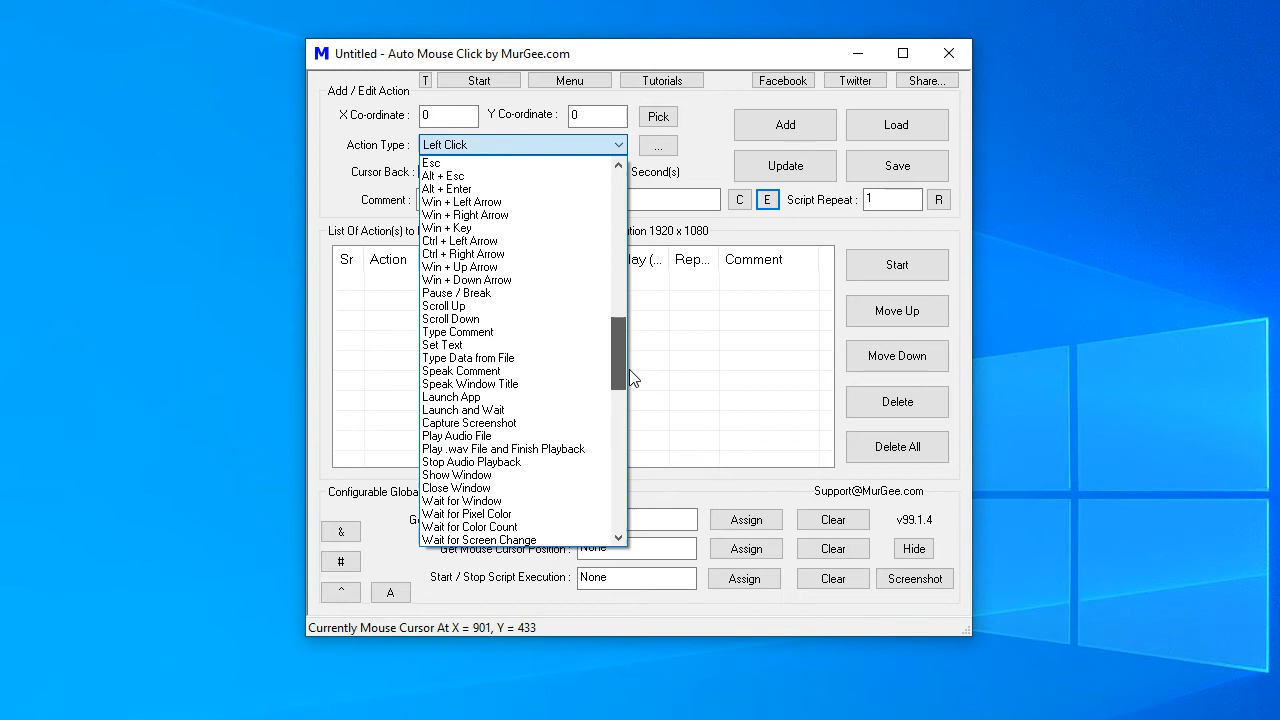 M Untitled - Auto Mouse Click by MurGee.com
T Start Menu Tutorials Facebook Twitter Share...
Add / Edit Action
X Co-ordinate : 0 Y Co-ordinate : 0 Pick
Add Load
Action Type : Left Click ...
Update Save
Cursor Back : Second(s)
Comment : C E Script Repeat : 1 R
Esc
Alt + Esc
Alt + Enter
Win + Left Arrow
Win + Right Arrow
Win + Key
Ctrl + Left Arrow
Ctrl + Right Arrow
Win + Up Arrow
Win + Down Arrow
Pause / Break
Scroll Up
Scroll Down
Type Comment
Set Text
Type Data from File
Speak Comment
Speak Window Title
Launch App
Launch and Wait
Capture Screenshot
Play Audio File
Play .wav File and Finish Playback
Stop Audio Playback
Show Window
Close Window
Wait for Window
Wait for Pixel Color
Wait for Color Count
Wait for Screen Change
List Of Action(s) to 1920 x 1080
Sr Action Rep... Comment
Start
Move Up
Move Down
Delete
Delete All
Configurable Globa Support@MurGee.com
& Assign Clear v99.1.4
# Get Mouse Cursor Position : None Assign Clear Hide
^ A Start / Stop Script Execution : None Assign Clear Screenshot
Currently Mouse Cursor At X = 901, Y = 433